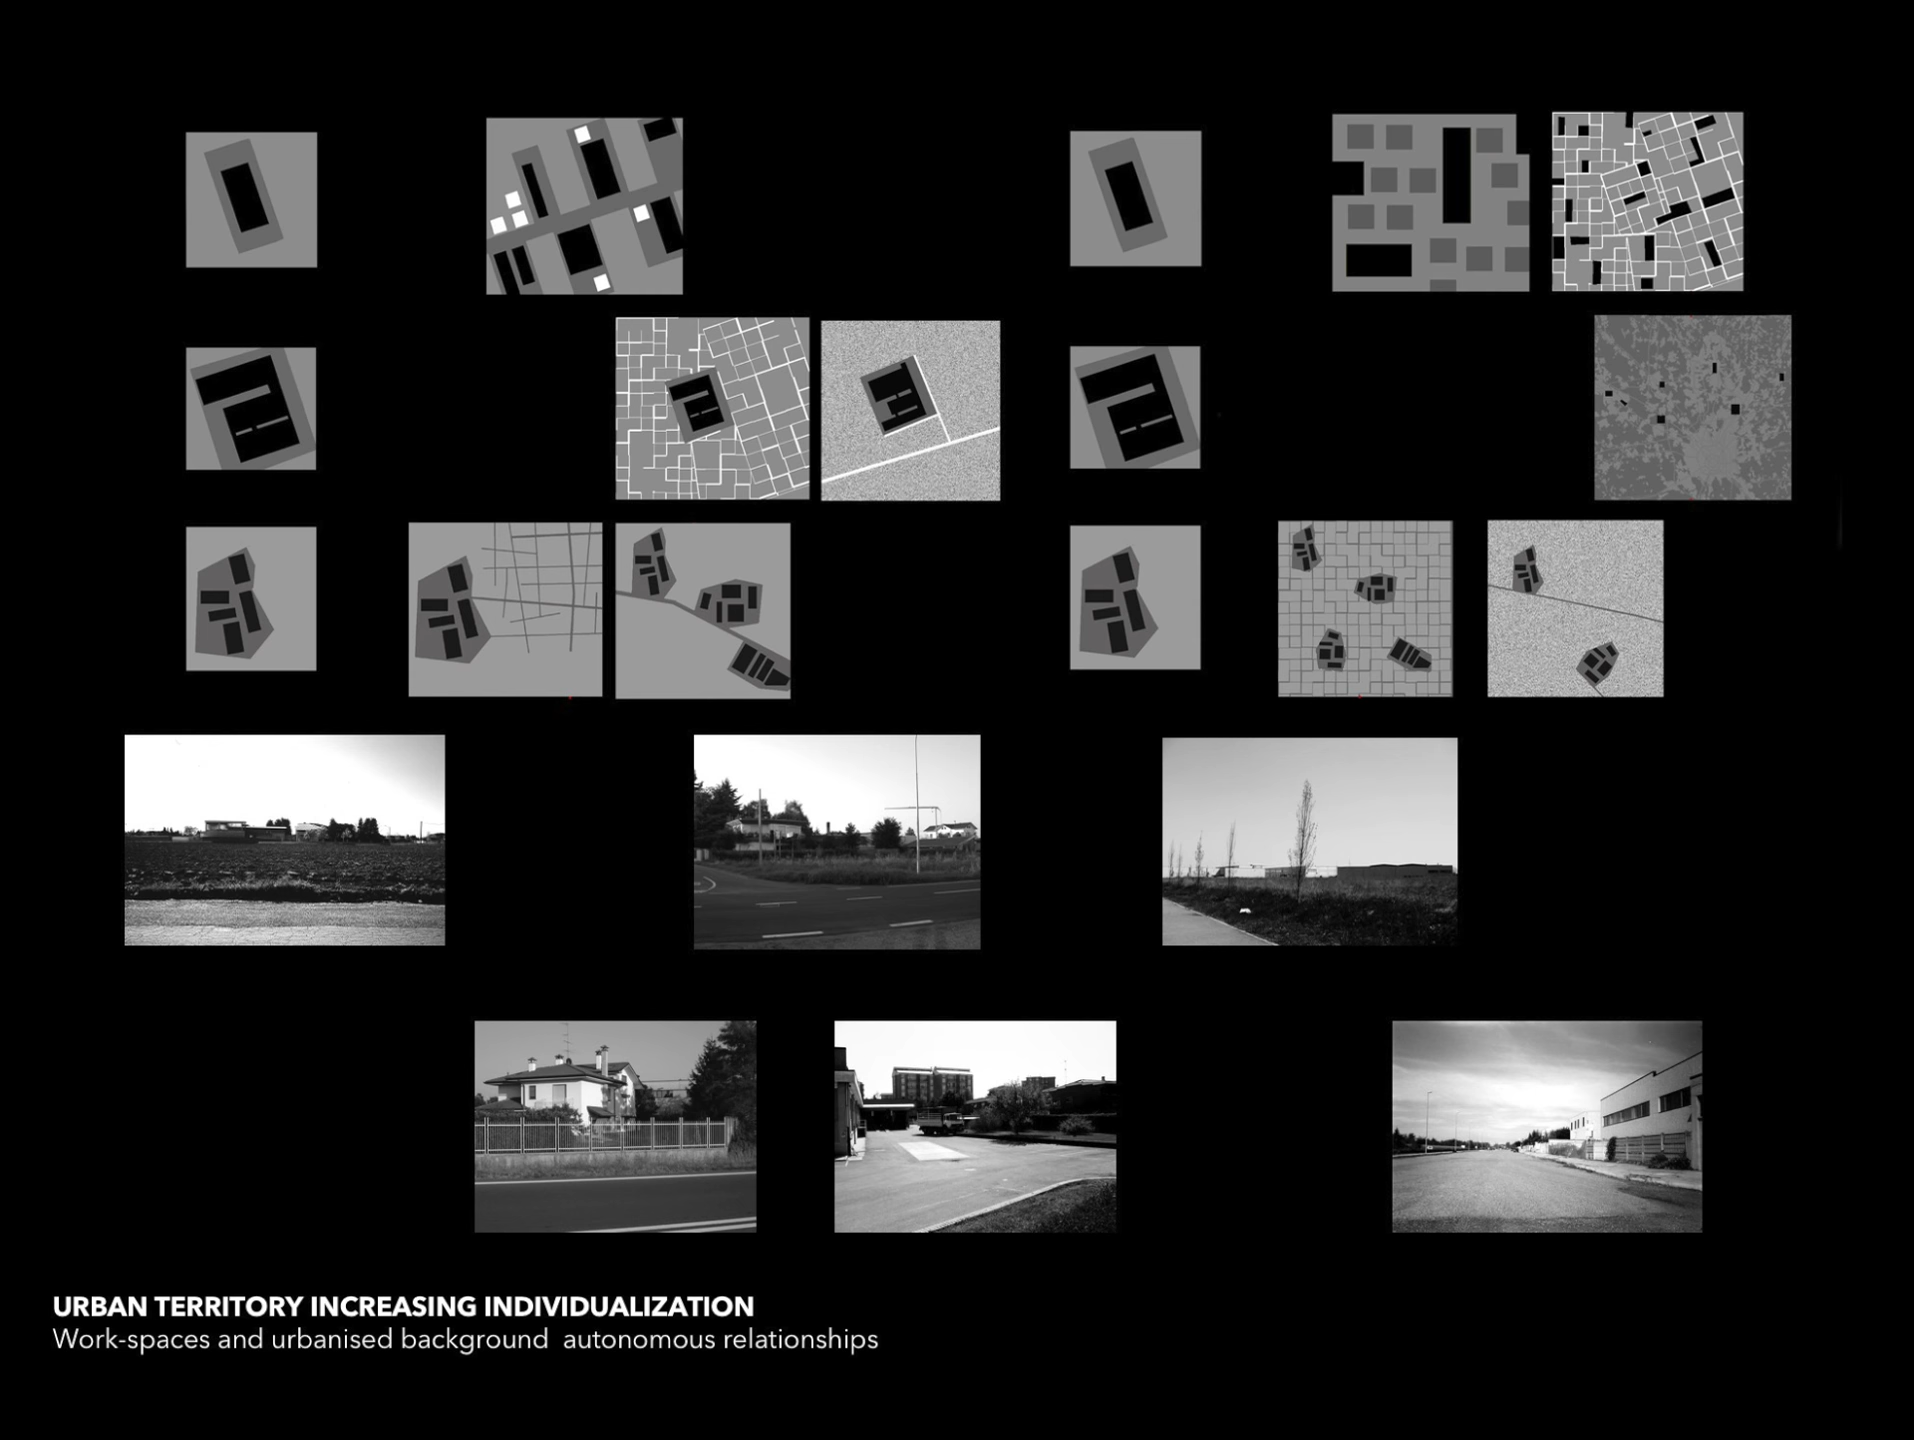 URBAN TERRITORY INCREASING INDIVIDUALIZATION
Work-spaces and urbanised background  autonomous relationships